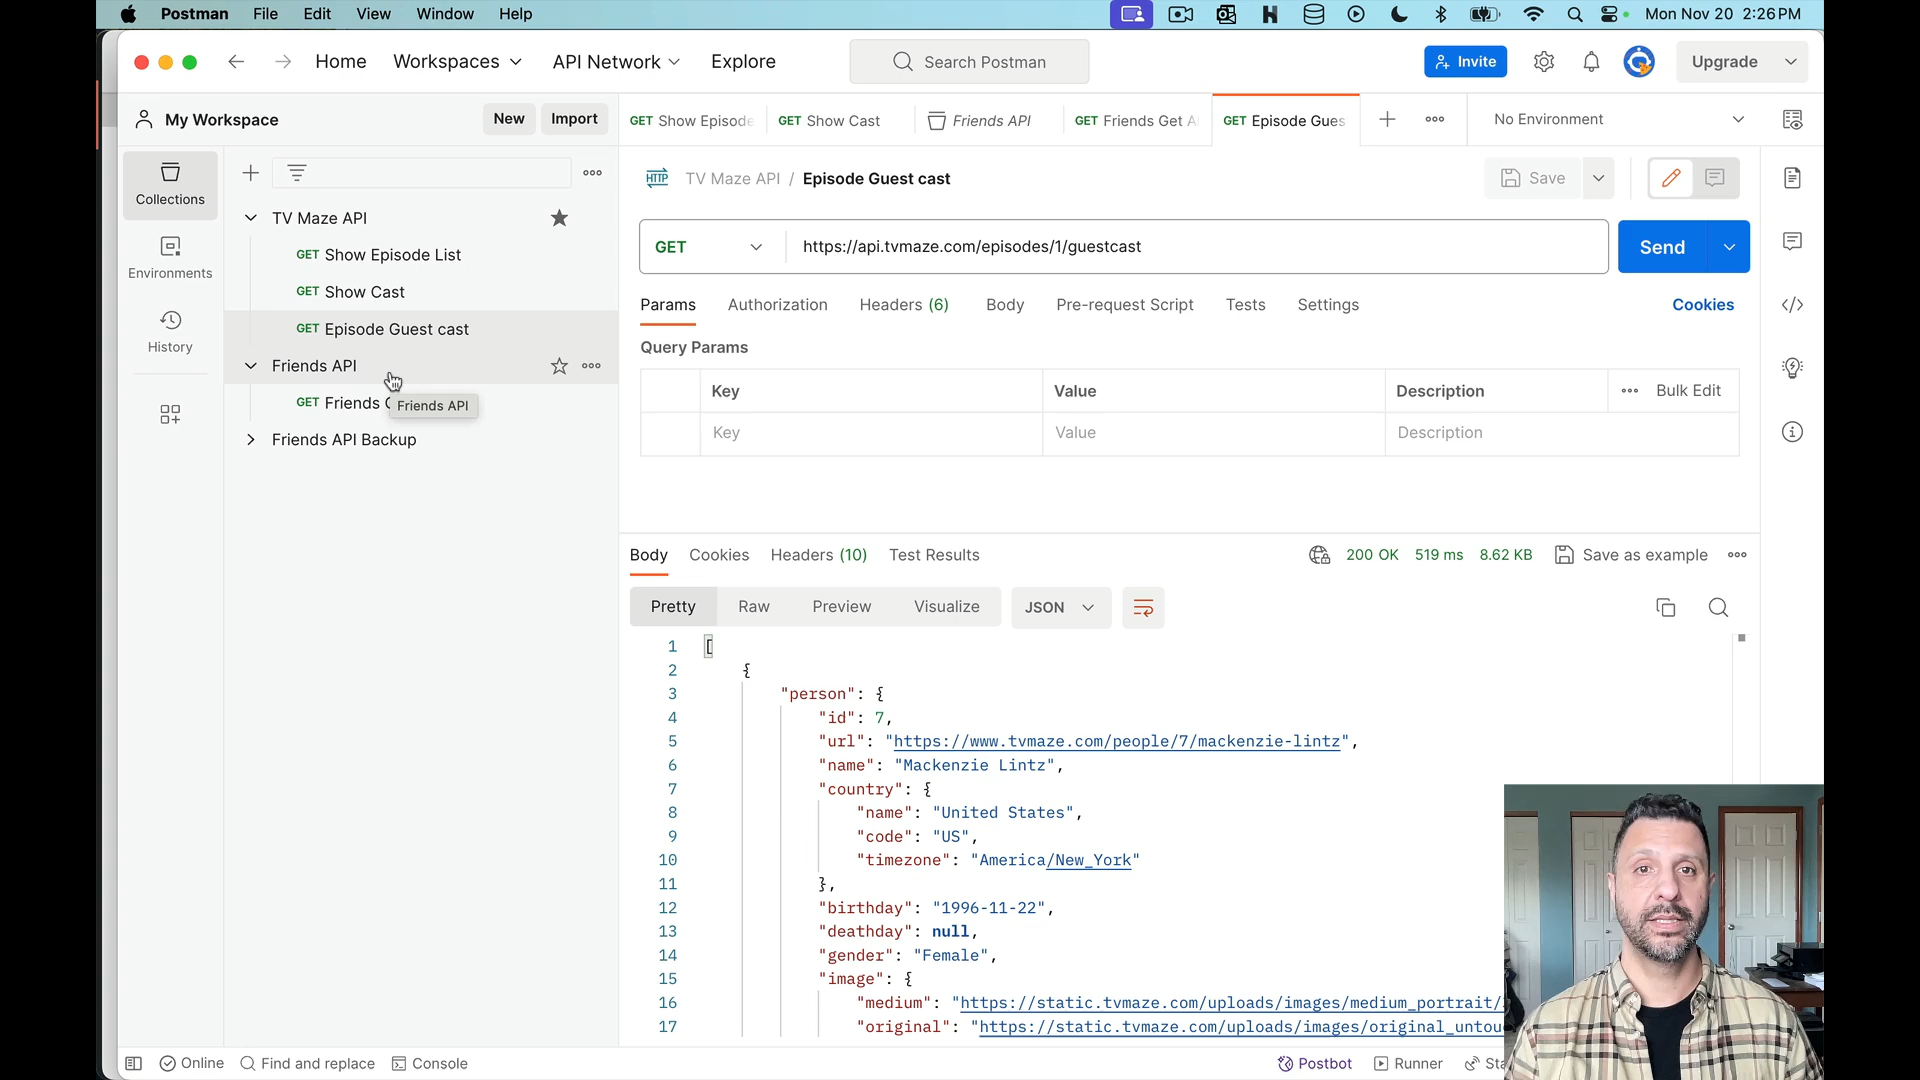 Postman File Edit View Window Help Mon Nov 20 2:26 PM
Home Workspaces API Network Explore Search Postman Invite Upgrade
My Workspace New Import GET Show Episode GET Show Cast Friends API GET Friends Get A GET Episode Gues No Environment
Collections
Environments
History
TV Maze API
GET Show Episode List
GET Show Cast
GET Episode Guest cast
Friends API
GET Friends G
Friends API
Friends API Backup
HTTP TV Maze API / Episode Guest cast Save
GET https://api.tvmaze.com/episodes/1/guestcast Send
Params Authorization Headers (6) Body Pre-request Script Tests Settings Cookies
Query Params
Key Value Description Bulk Edit
Key Value Description
Body Cookies Headers (10) Test Results 200 OK 519 ms 8.62 KB Save as example
Pretty Raw Preview Visualize JSON
1 [
2 {
3 "person": {
4 "id": 7,
5 "url": "https://www.tvmaze.com/people/7/mackenzie-lintz",
6 "name": "Mackenzie Lintz",
7 "country": {
8 "name": "United States",
9 "code": "US",
10 "timezone": "America/New_York"
11 },
12 "birthday": "1996-11-22",
13 "deathday": null,
14 "gender": "Female",
15 "image": {
16 "medium": "https://static.tvmaze.com/uploads/images/medium_portrait/
17 "original": "https://static.tvmaze.com/uploads/images/original_untou
Online Find and replace Console Postbot Runner Sta